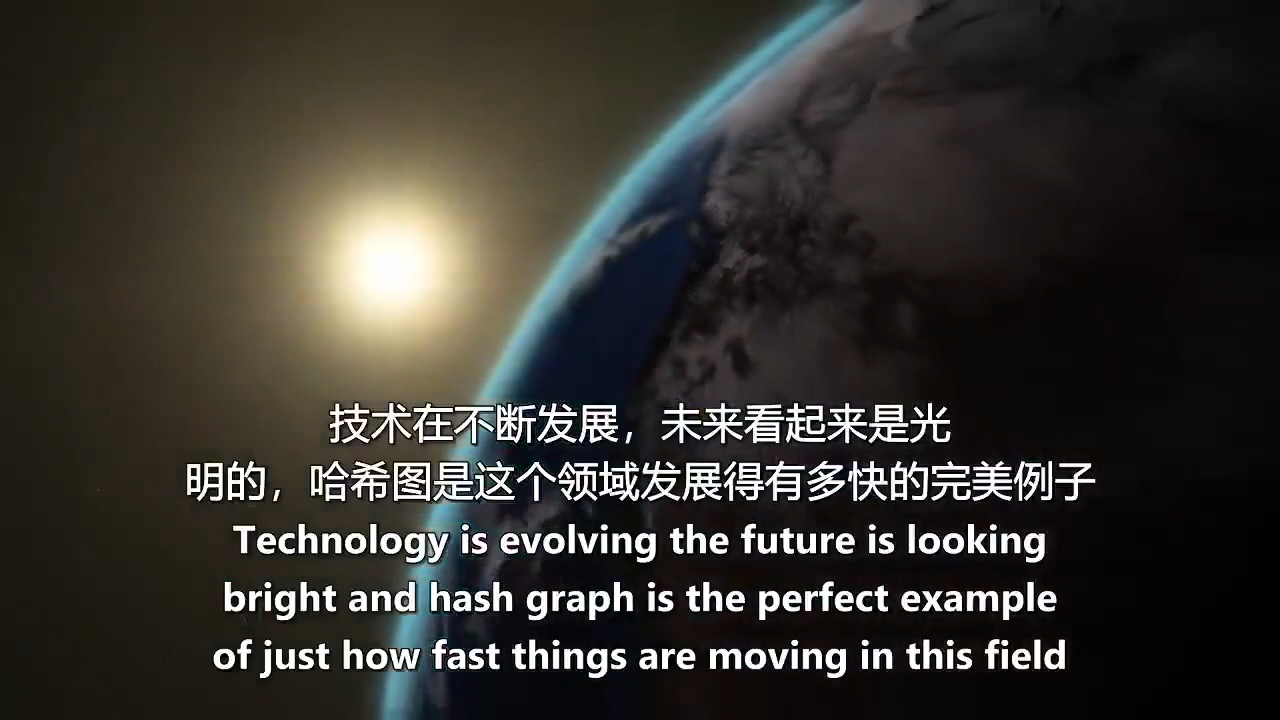 技术在不断发展，未来看起来是光
明的，哈希图是这个领域发展得有多快的完美例子
Technology is evolving the future is looking
bright and hash graph is the perfect example
of just how fast things are moving in this field